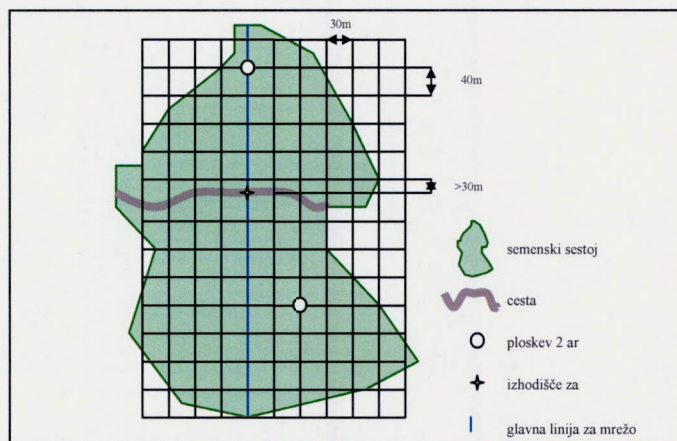 30m
40m
>30m
semenski sestoj
cesta
ploskev 2 ar
izhodišče za
glavna linija za mrežo